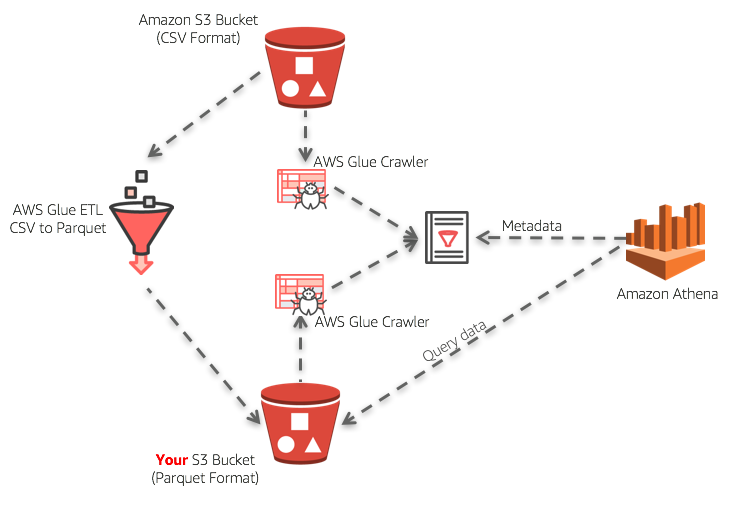 Amazon S3 Bucket
(CSV Format)
AWS Glue Crawler
AWS Glue ETL
CSV to Parquet
Metadata
Amazon Athena
AWS Glue Crawler
Query data
Your S3 Bucket
(Parquet Format)